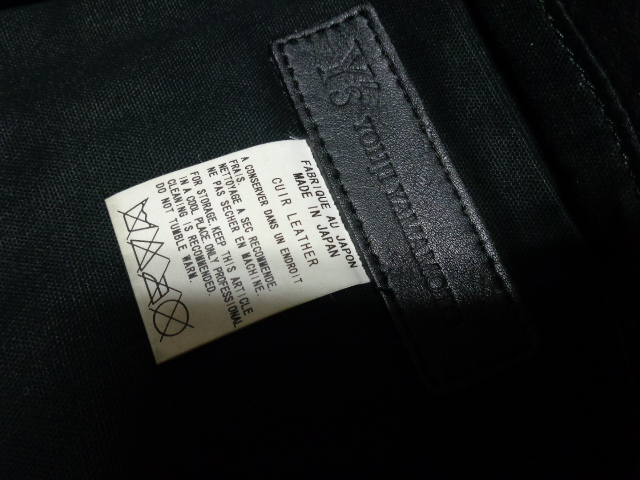 Y's YOHJI YAMAMOTO
FABRIQUE AU JAPON
MADE IN JAPAN
CUIR LEATHER
A CONSERVER DANS UN ENDROIT
FRAIS.
NETTOYAGE A SEC RECOMMENDE.
NE PAS SECHER EN MACHINE.
FOR STORAGE, KEEP THIS ARTICLE
IN A COOL PLACE. ONLY PROFESSIONAL
CLEANING IS RECOMMENDED.
DO NOT TUMBLE WARM.